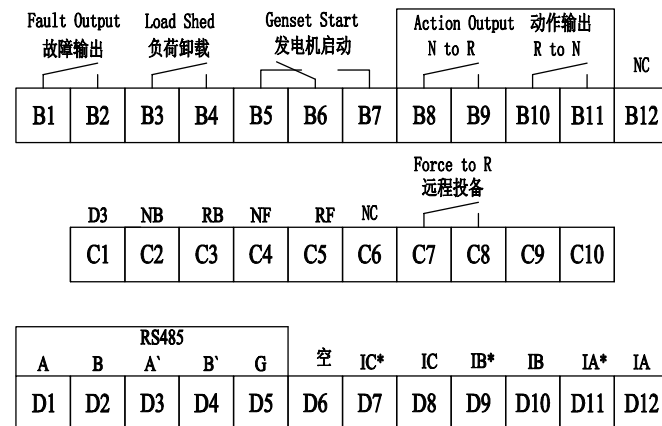 Fault Output Load Shed Genset Start Action Output 动作输出
故障输出 负荷卸载 发电机启动 N to R R to N
NC
B1 B2 B3 B4 B5 B6 B7 B8 B9 B10 B11 B12
Force to R
远程投备
D3 NB RB NF RF NC
C1 C2 C3 C4 C5 C6 C7 C8 C9 C10
RS485
A B A` B` G 空 IC* IC IB* IB IA* IA
D1 D2 D3 D4 D5 D6 D7 D8 D9 D10 D11 D12